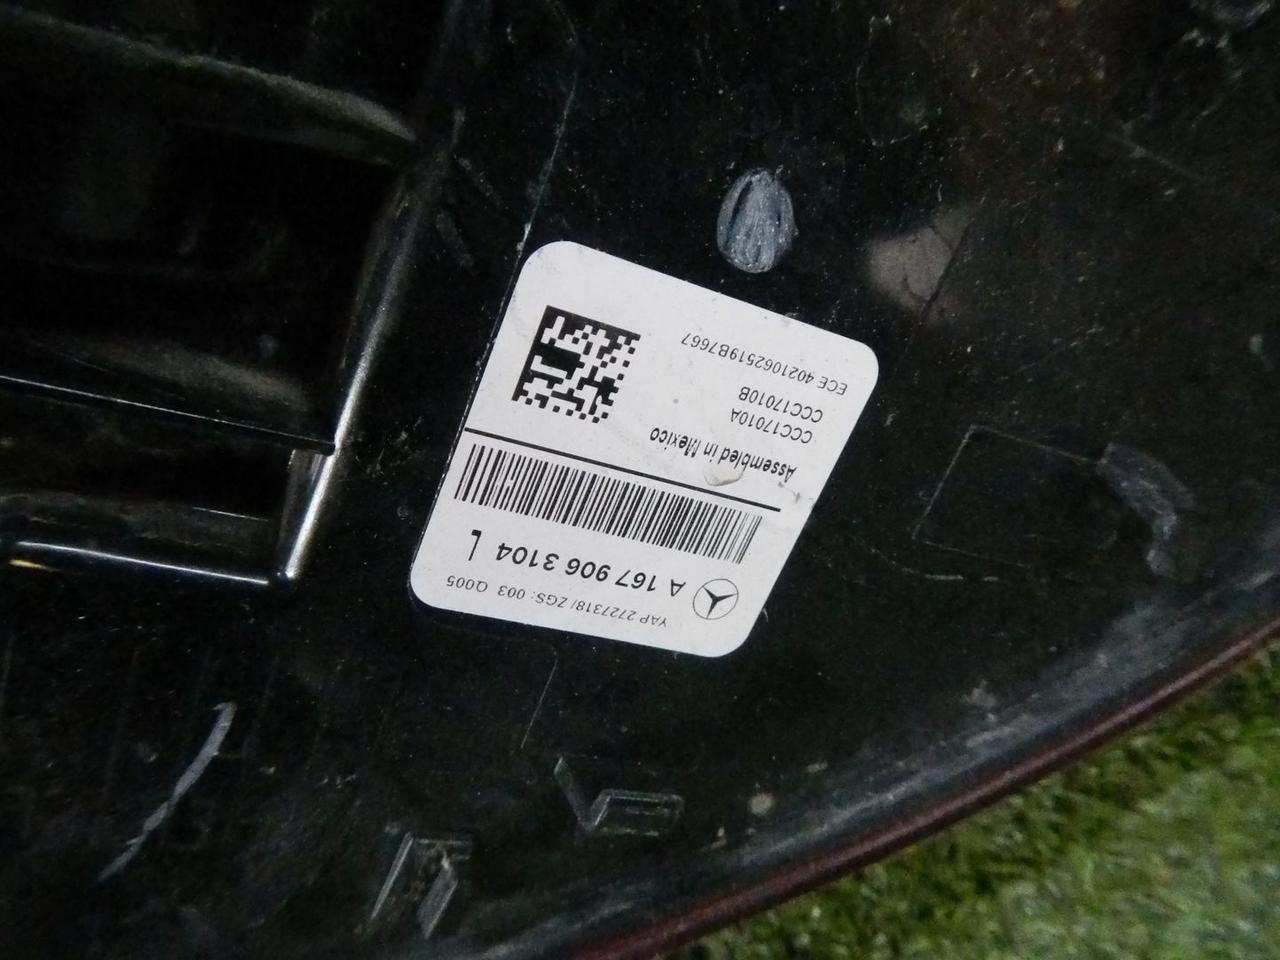 YAP 2727318/ ZGS: 003 Q005
A 167 906 3104 L
Assembled in Mexico
CCC17010A
CCC17010B
ECE 4021062519B7667